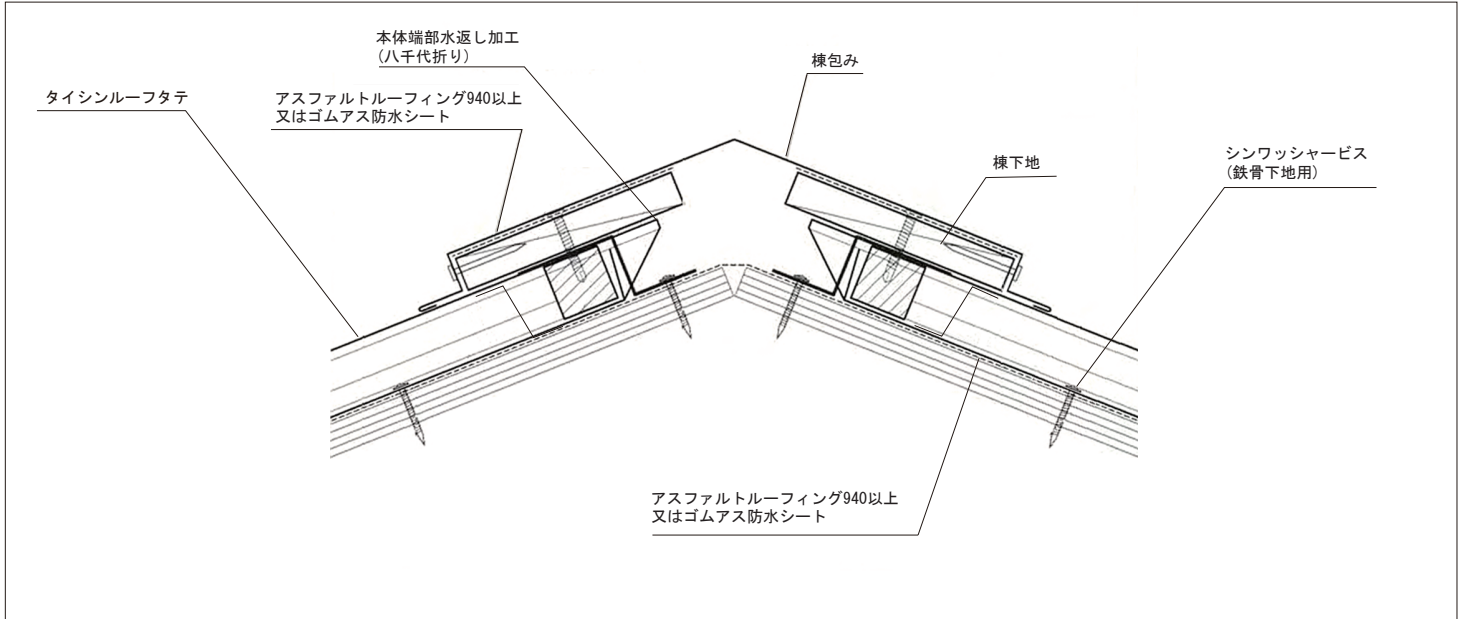 本体端部水返し加工
(八千代折り)
棟包み
タイシンルーフタテ
アスファルトルーフィング940以上
又はゴムアス防水シート
シンワッシャービス
(鉄骨下地用)
棟下地
アスファルトルーフィング940以上
又はゴムアス防水シート